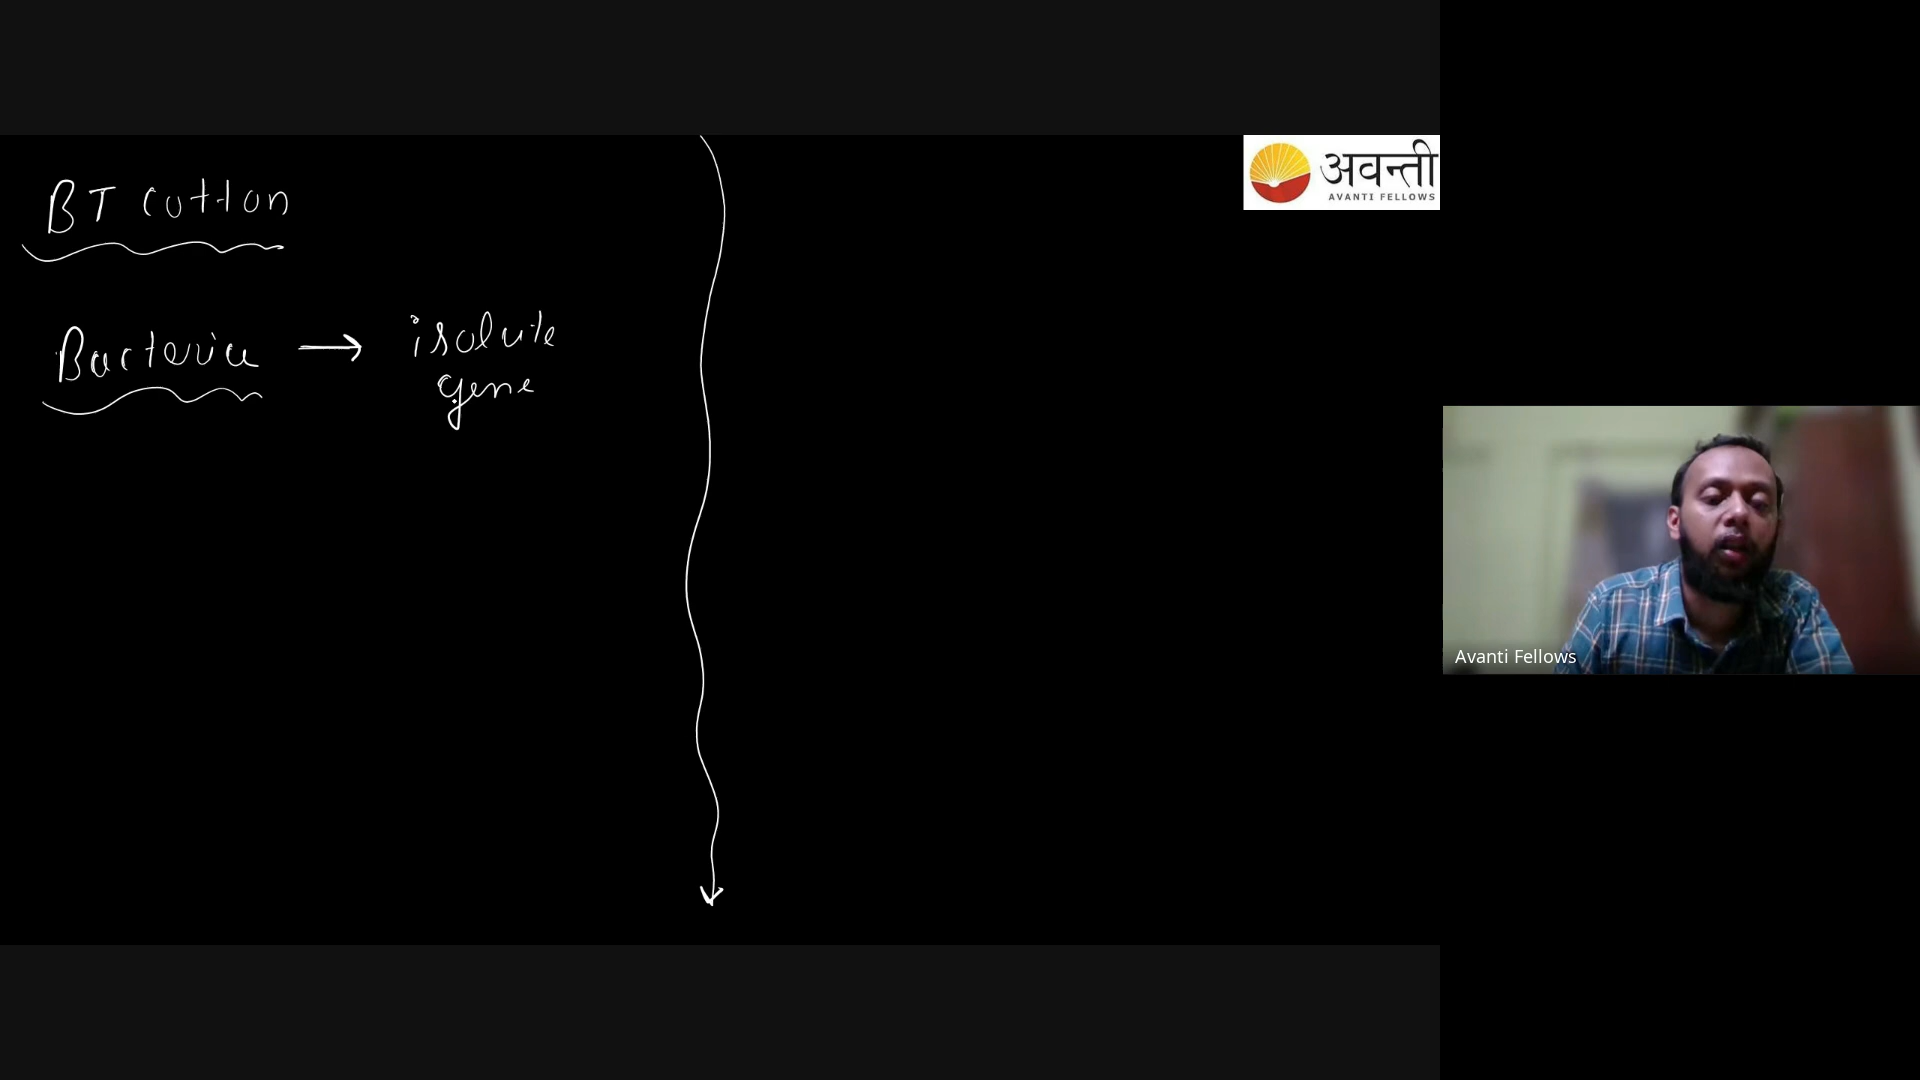 BT cotton
Bacteria → isolate
gene
अवन्ती
AVANTI FELLOWS
Avanti Fellows